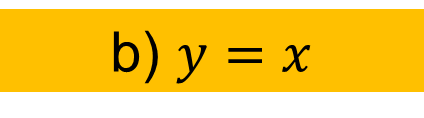 b) y = x